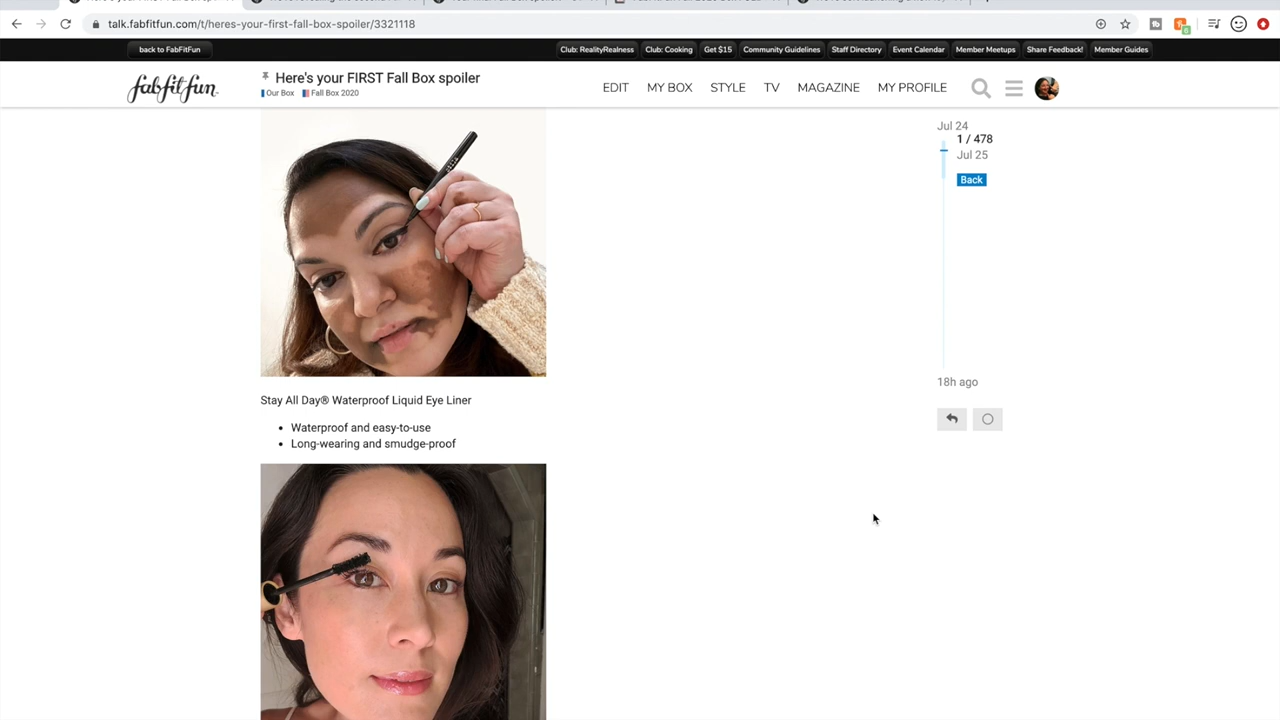 talk.fabfitfun.com/t/heres-your-first-fall-box-spoiler/3321118
back to FabFitFun
Club: RealityRealness
Club: Cooking
Get $15
Community Guidelines
Staff Directory
Event Calendar
Member Meetups
Share Feedback!
Member Guides
fabfitfun
Here's your FIRST Fall Box spoiler
Our Box
Fall Box 2020
EDIT
MY BOX
STYLE
TV
MAGAZINE
MY PROFILE
Jul 24
1 / 478
Jul 25
Back
18h ago
Stay All Day® Waterproof Liquid Eye Liner
Waterproof and easy-to-use
Long-wearing and smudge-proof